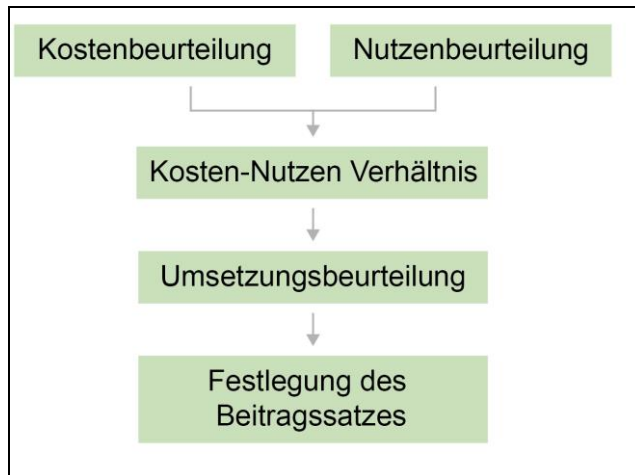 Kostenbeurteilung
Nutzenbeurteilung
Kosten-Nutzen Verhältnis
Umsetzungsbeurteilung
Festlegung des
Beitragssatzes